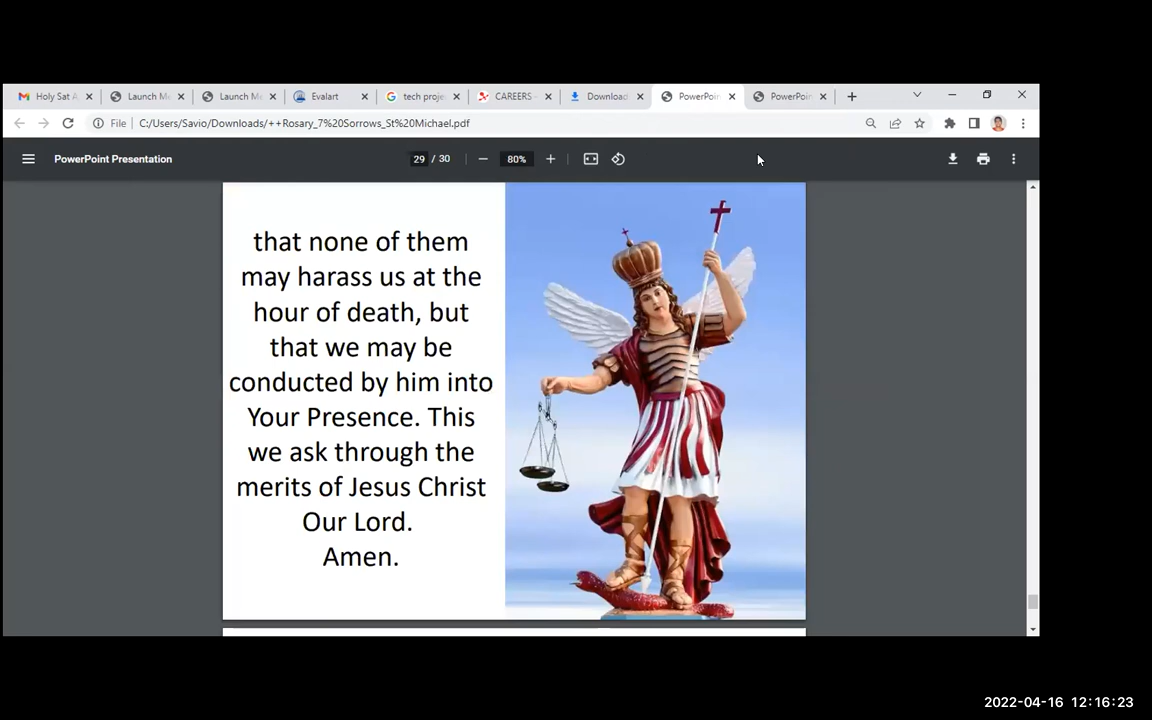 Holy Sat A
Launch M
Launch M
Evalart
tech proje
CAREERS -
Download
PowerPoin
PowerPoin
File C:/Users/Savio/Downloads/++Rosary_7%20Sorrows_St%20Michael.pdf
PowerPoint Presentation 29 / 30 80%
that none of them
may harass us at the
hour of death, but
that we may be
conducted by him into
Your Presence. This
we ask through the
merits of Jesus Christ
Our Lord.
Amen.
2022-04-16 12:16:23